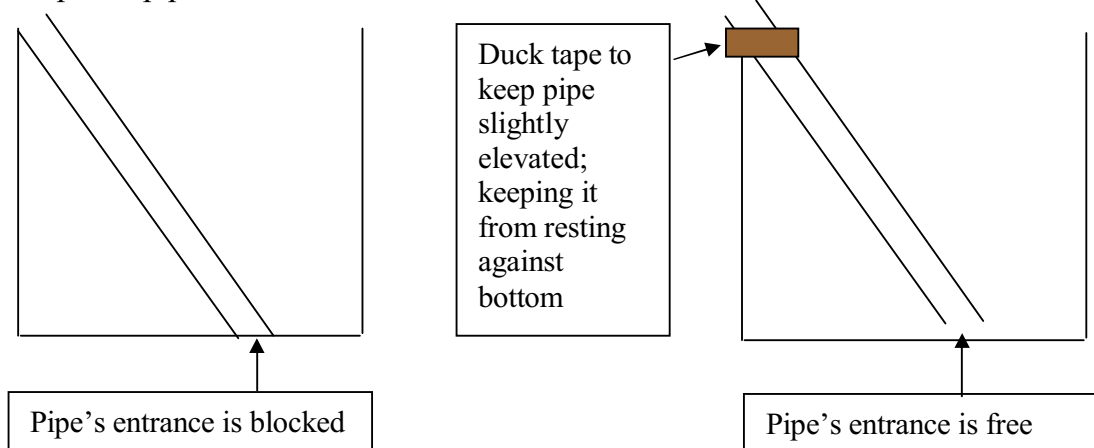 Duck tape to
keep pipe
slightly
elevated;
keeping it
from resting
against
bottom
Pipe's entrance is blocked
Pipe's entrance is free